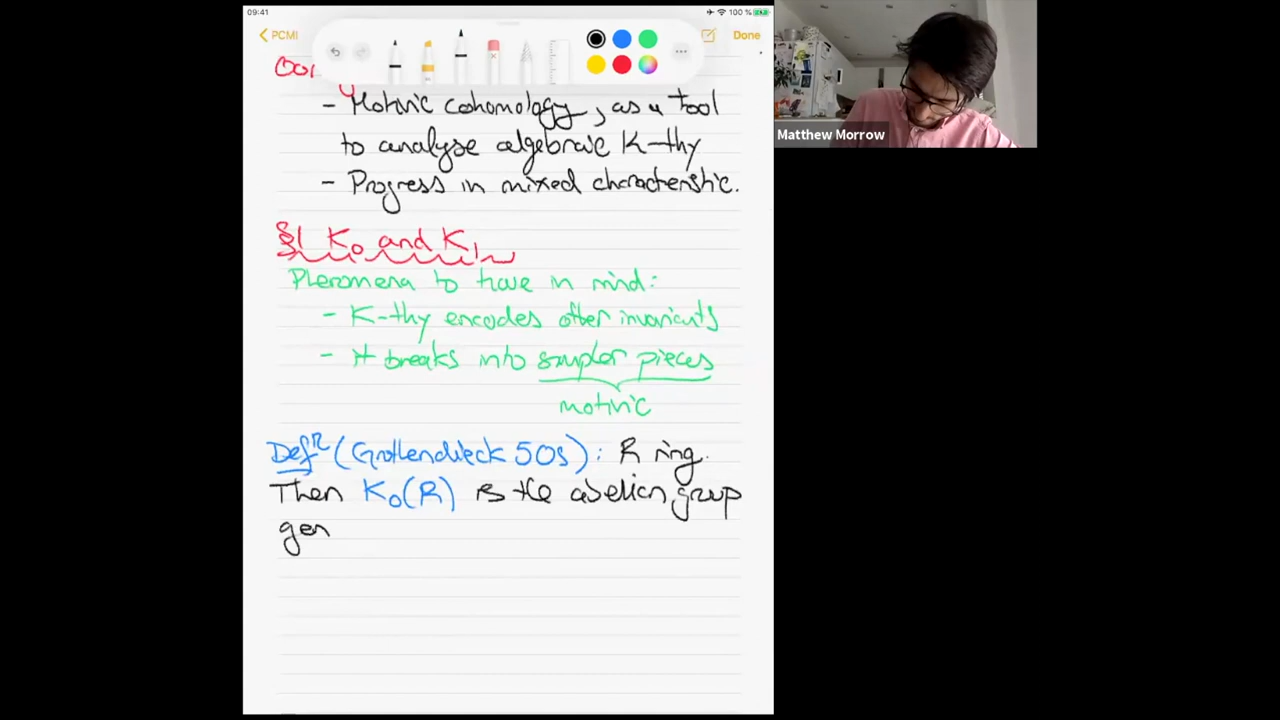 09:41
100 %
PCMI
Done
- Motivic cohomology, as a tool
to analyse algebraic K-thy
- Progress in mixed characteristic.
§1 K₀ and K₁
Phenomena to have in mind:
- K-thy encodes other invariants
- It breaks into simpler pieces
motivic
Defⁿ (Grothendieck 50s): R ring.
Then K₀(R) is the abelian group
gen
Matthew Morrow